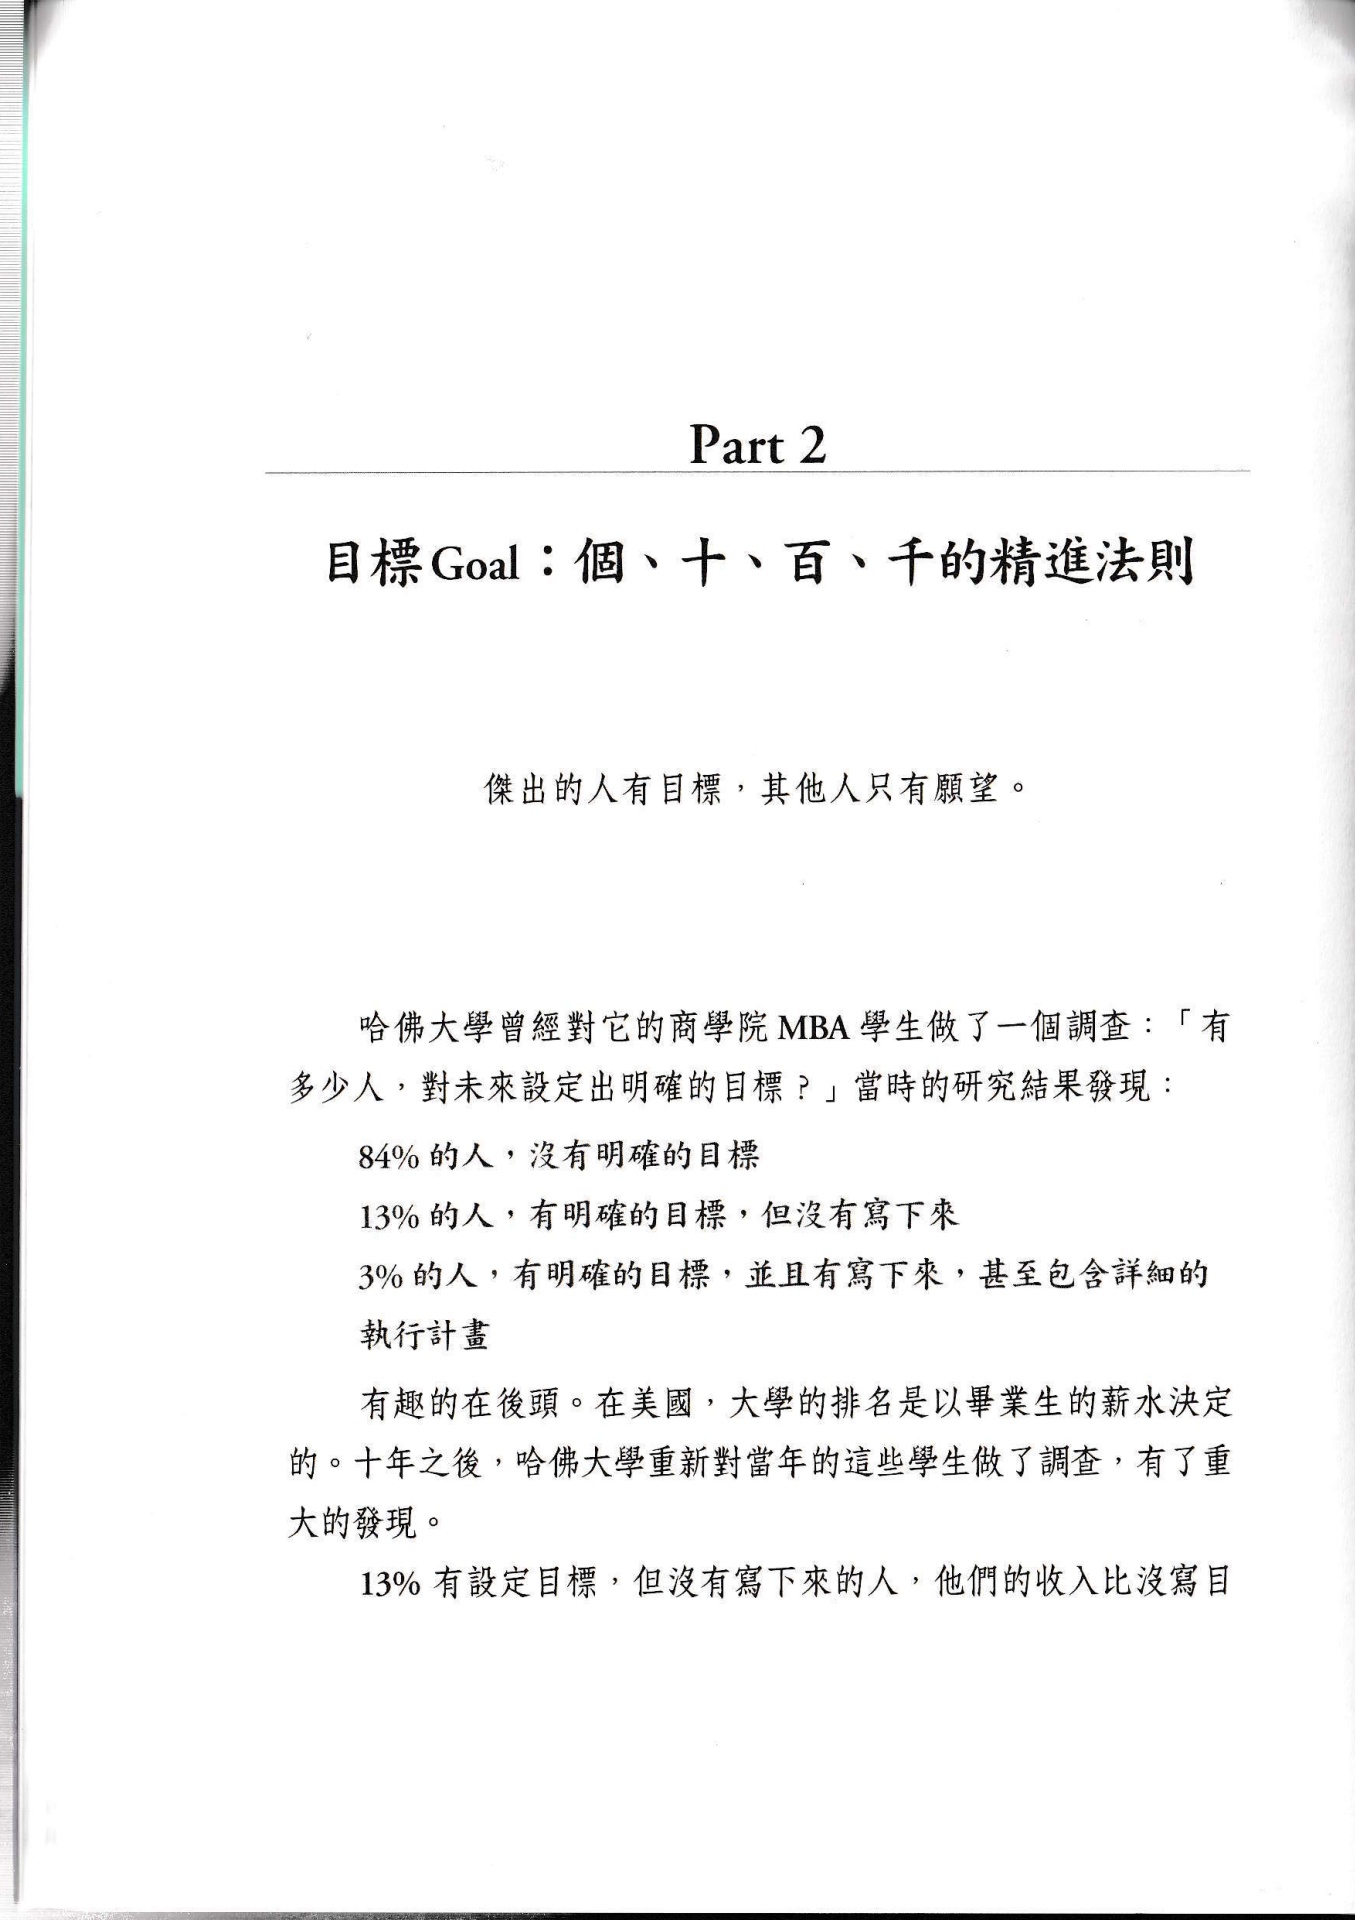 Part 2
目標Goal：個、十、百、千的精進法則
傑出的人有目標，其他人只有願望。
哈佛大學曾經對它的商學院 MBA 學生做了一個調查：「有
多少人，對未來設定出明確的目標？」當時的研究結果發現：
84% 的人，沒有明確的目標
13% 的人，有明確的目標，但沒有寫下來
3% 的人，有明確的目標，並且有寫下來，甚至包含詳細的
執行計畫
有趣的在後頭。在美國，大學的排名是以畢業生的薪水決定
的。十年之後，哈佛大學重新對當年的這些學生做了調查，有了重
大的發現。
13% 有設定目標，但沒有寫下來的人，他們的收入比沒寫目